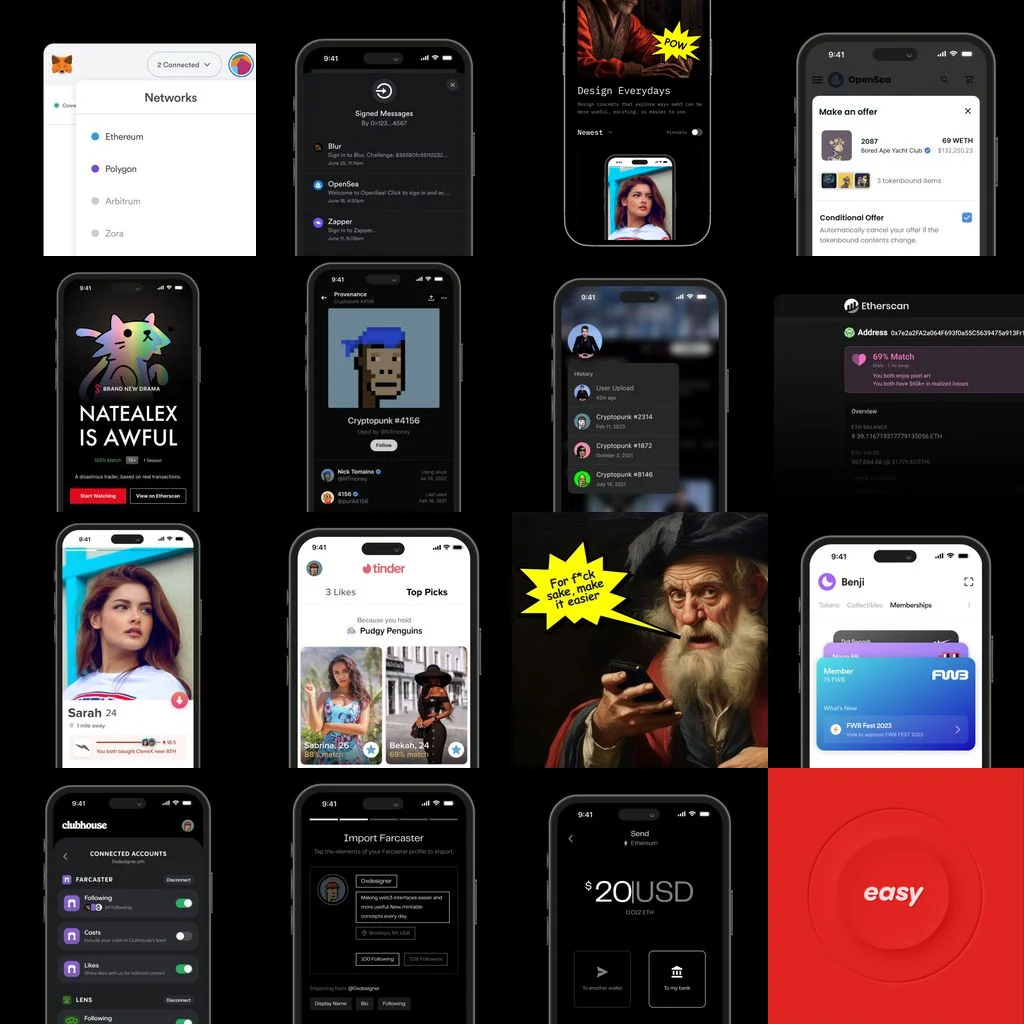 2 Connected
Networks
Ethereum
Polygon
Arbitrum
Zora
9:41
Signed Messages
By 0x123...4567
Blur
Sign in to Blur, Challenge: 836580fc55112232...
June 25, 11:11am
OpenSea
Welcome to OpenSea! Click to sign in and ac...
June 18, 4:20pm
Zapper
Sign in to Zapper...
June 11, 6:09pm
POW
Design Everydays
Design concepts that explore ways web3 can be
more useful, exciting, or easier to use.
Newest
Mintable
9:41
OpenSea
Make an offer
2087
69 WETH
Bored Ape Yacht Club
$132,250.23
3 tokenbound items
Conditional Offer
Automatically cancel your offer if the
tokenbound contents change.
9:41
BRAND NEW DRAMA
NATEALEX
IS AWFUL
100% Match 18+ 1 Season
A disastrous trader, based on real transactions.
Start Watching
View on Etherscan
9:41
Provenance
Cryptopunk #4156
Cryptopunk #4156
Used by @NTmoney
Follow
Nick Tomaino
@NTmoney
Using since
Jul 26, 2022
4156
@punk4156
Last used
Feb 18, 2021
9:41
History
User Upload
42m ago
Cryptopunk #2314
Feb 11, 2023
Cryptopunk #1872
October 3, 2021
Cryptopunk #8146
July 14, 2021
Etherscan
Address 0x7e2a2FA2a064F693f0a55C5639475a913Fr1
69% Match
Male · 1 mi away
You both enjoy pixel art
You both have $60k+ in realized losses
Overview
ETH BALANCE
39.116719317779135056 ETH
ETH VALUE
9:41
Sarah 24
1 mile away
18.5
You both bought CloneX near ATH
9:41
tinder
3 Likes
Top Picks
Because you hold
Pudgy Penguins
Sabrina, 26
88% match
Bekah, 24
69% match
For f*ck
sake, make
it easier
9:41
Benji
Tokens Collectibles Memberships
Member
75 FWB
FWB
What's New
FWB Fest 2023
Vote to approve FWB FEST 2023
9:41
clubhouse
CONNECTED ACCOUNTS
0xdesigner.eth
FARCASTER
Disconnect
Following
69 Following
Casts
Include your casts in Clubhouse's feed
Likes
Share likes with us for tailored content
LENS
Disconnect
Following
9:41
Import Farcaster
Tap the elements of your Farcaster profile to import
0xdesigner
Making web3 interfaces easier and
more useful. New mintable
concepts every day.
Brooklyn, NY, USA
100 Following
228 Followers
Importing from @0xdesigner
Display Name
Bio
Following
9:41
Send
Ethereum
$20 USD
0.012 ETH
To another wallet
To my bank
easy